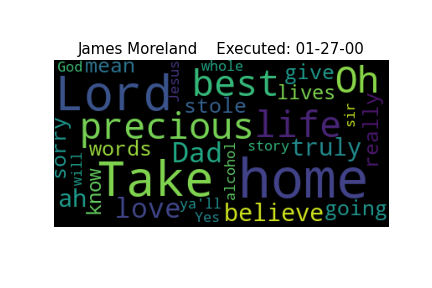 James Moreland    Executed: 01-27-00
God mean Jesus whole give Oh
Lord best lives
stole sir really
precious life
sorry words Dad story truly
will know Take alcohol home
ah love ya'll believe going
Yes